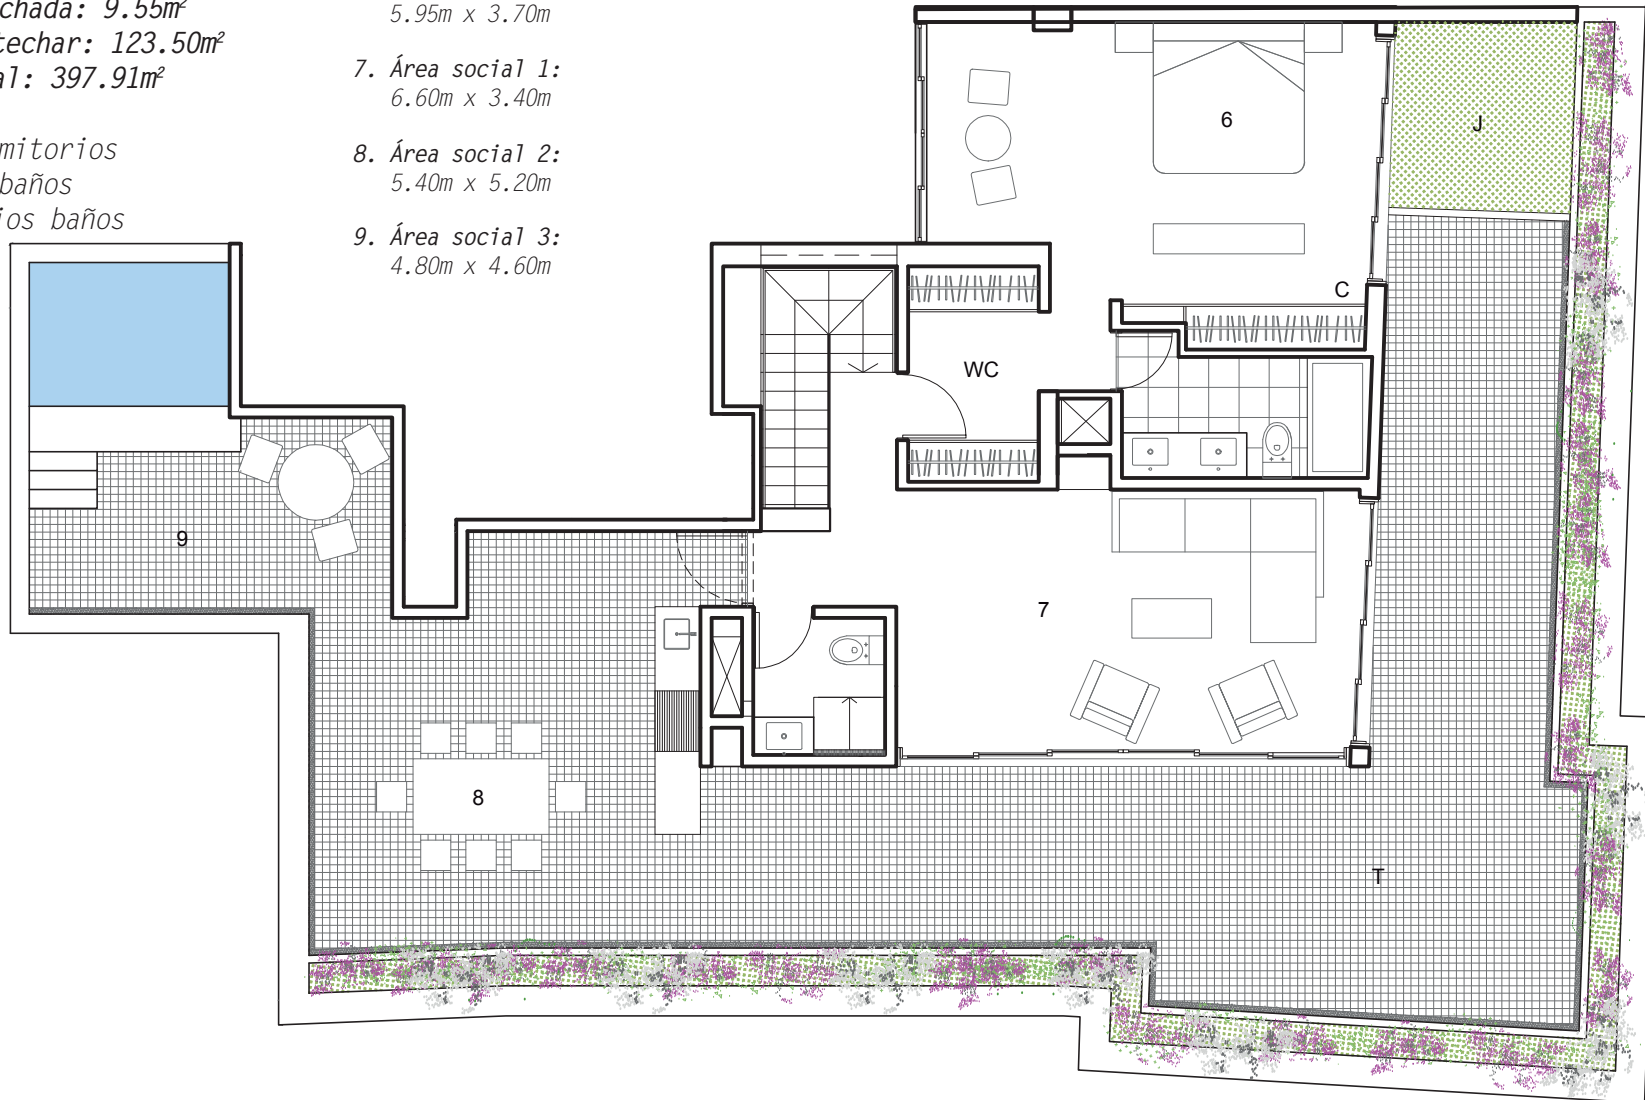 chada: 9.55m²
techar: 123.50m²
al: 397.91m²
mitorios
baños
ios baños
5.95m x 3.70m
7. Área social 1:
6.60m x 3.40m
8. Área social 2:
5.40m x 5.20m
9. Área social 3:
4.80m x 4.60m
6
J
C
WC
9
7
8
T